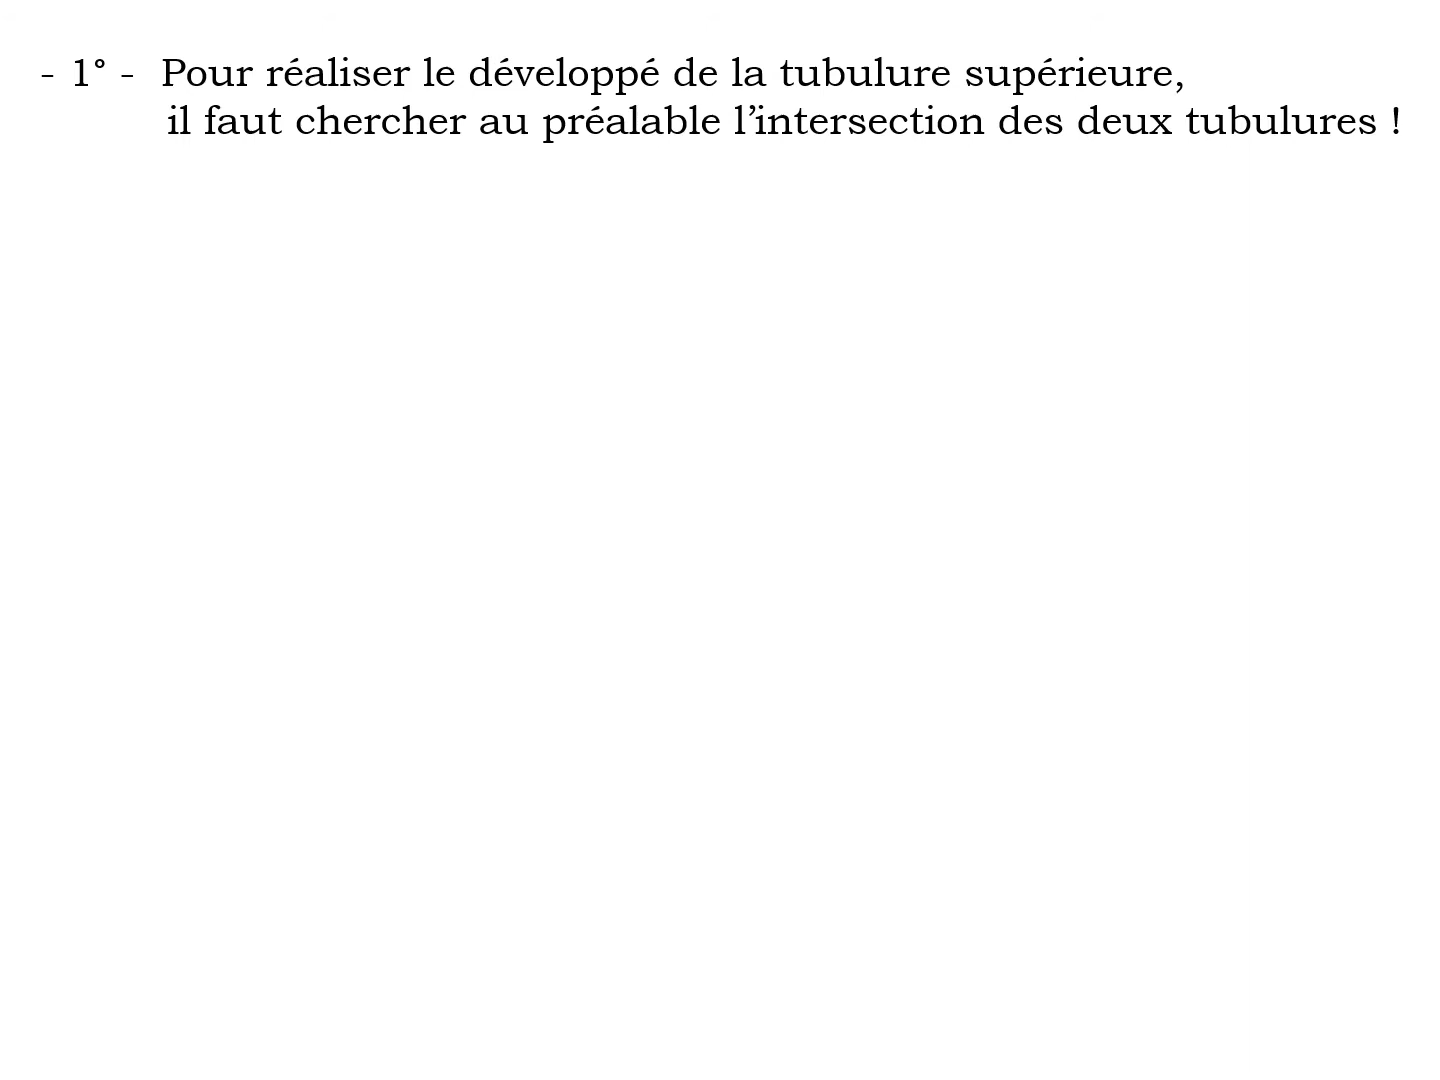 - 1° - Pour réaliser le développé de la tubulure supérieure,
il faut chercher au préalable l’intersection des deux tubulures !